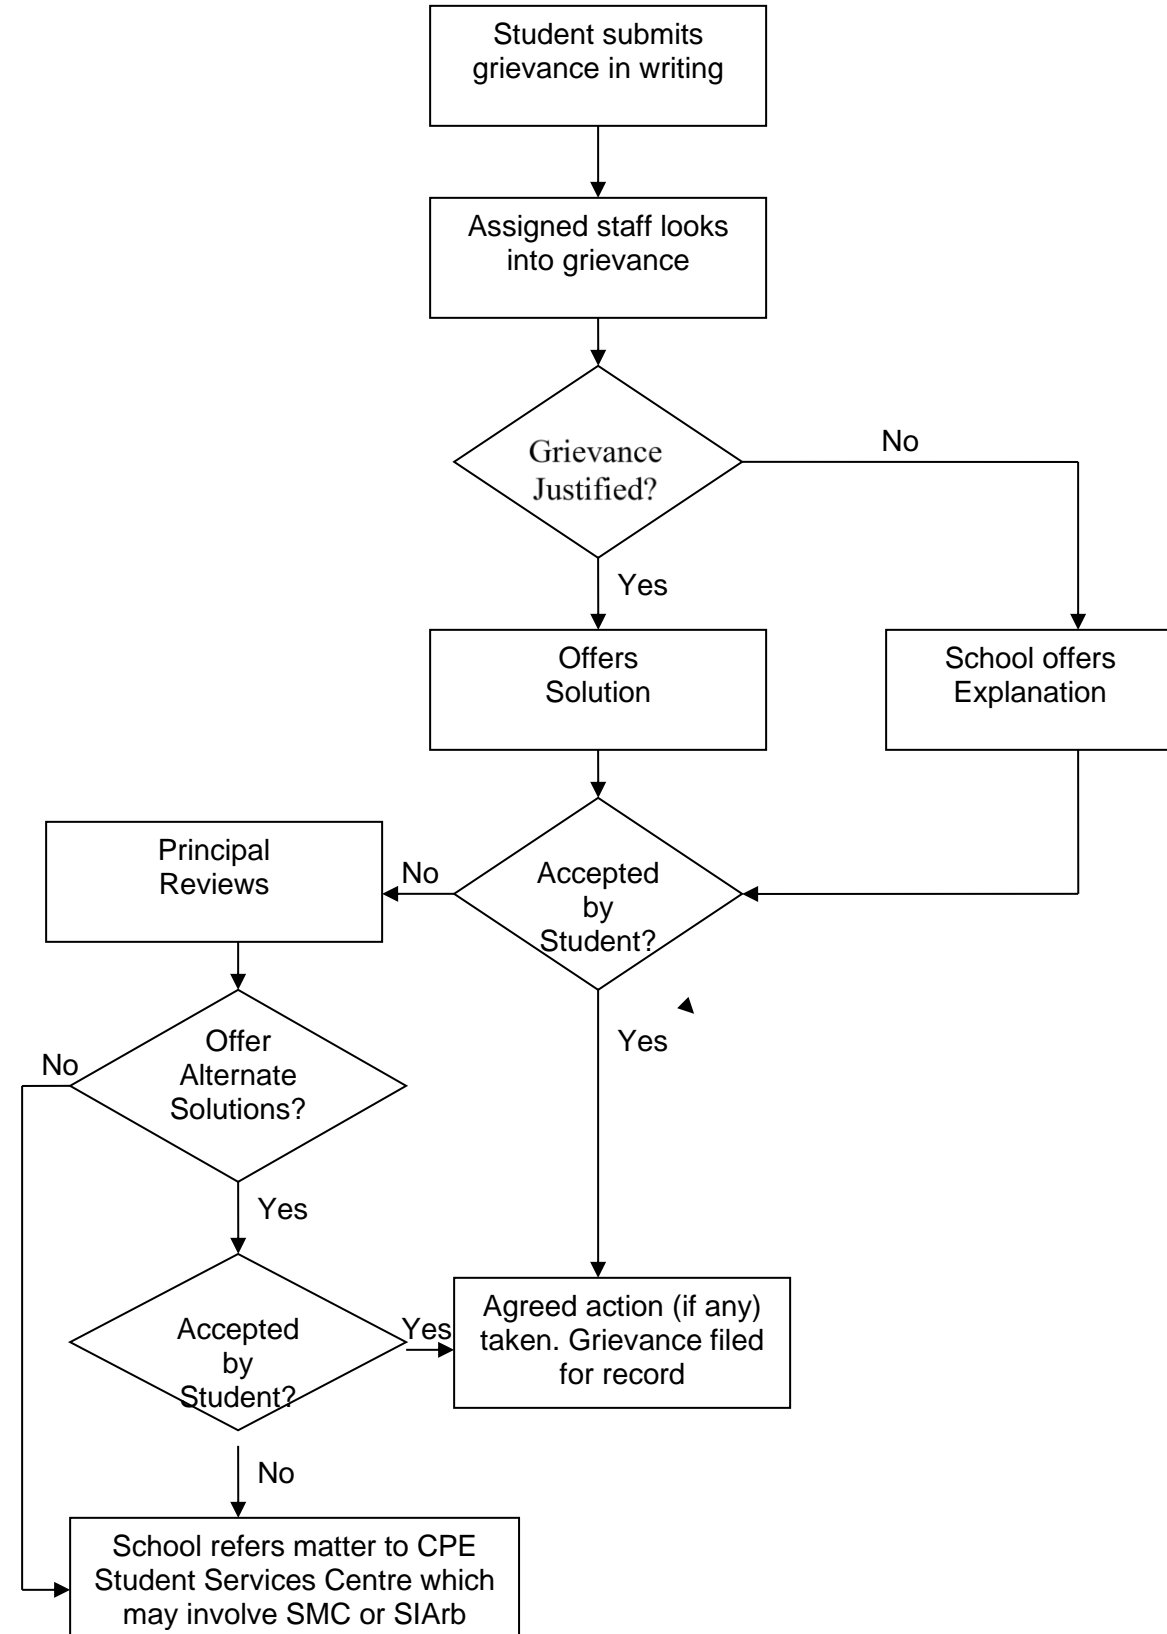 Student submits
grievance in writing
Assigned staff looks
into grievance
Grievance
Justified?
No
Yes
Offers
Solution
School offers
Explanation
Principal
Reviews
No
Accepted
by
Student?
Yes
No
Offer
Alternate
Solutions?
Yes
Accepted
by
Student?
Yes
Agreed action (if any)
taken. Grievance filed
for record
No
School refers matter to CPE
Student Services Centre which
may involve SMC or SIArb